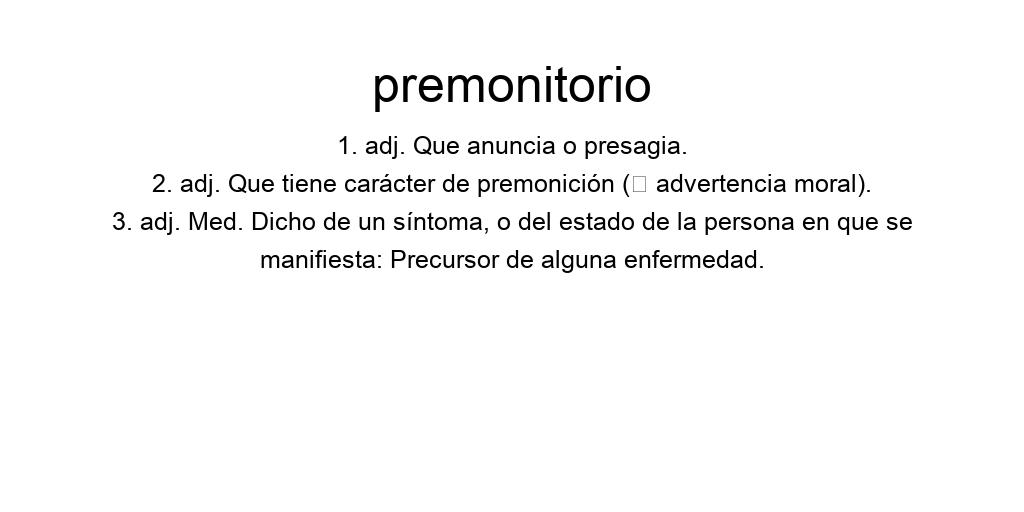 premonitorio
1. adj. Que anuncia o presagia.
2. adj. Que tiene carácter de premonición (□ advertencia moral).
3. adj. Med. Dicho de un síntoma, o del estado de la persona en que se
manifiesta: Precursor de alguna enfermedad.